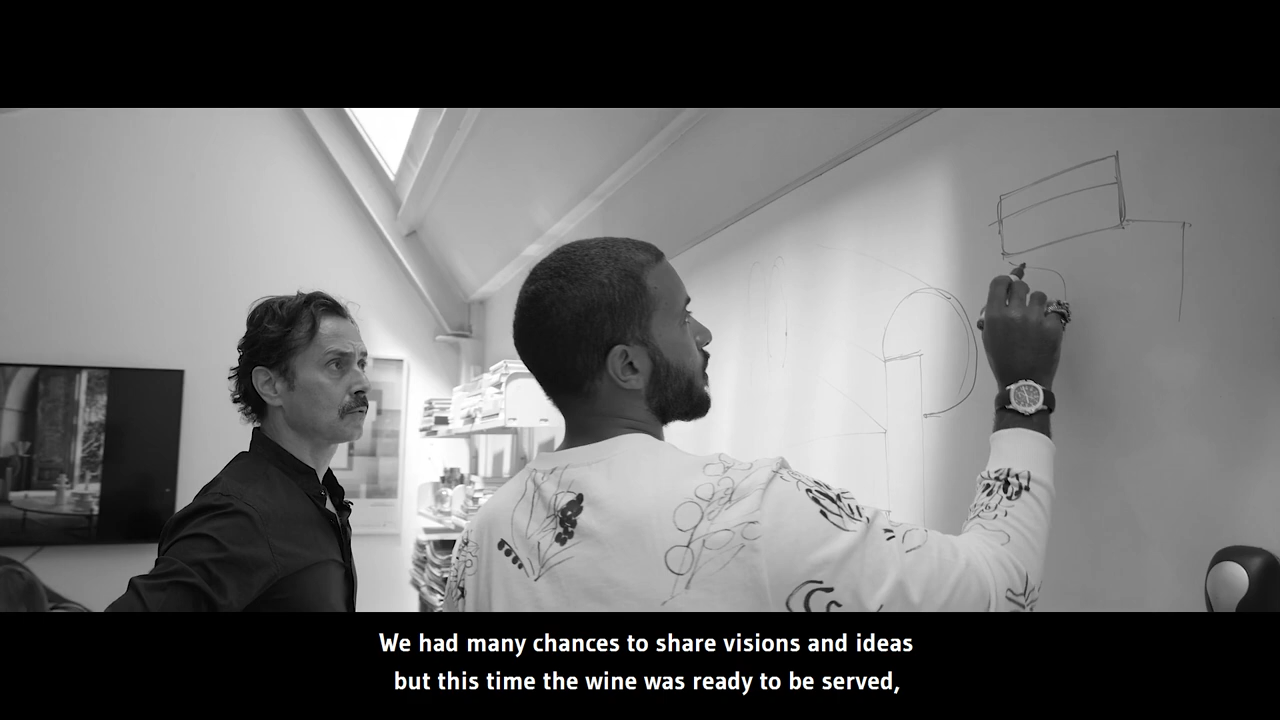 We had many chances to share visions and ideas
but this time the wine was ready to be served,